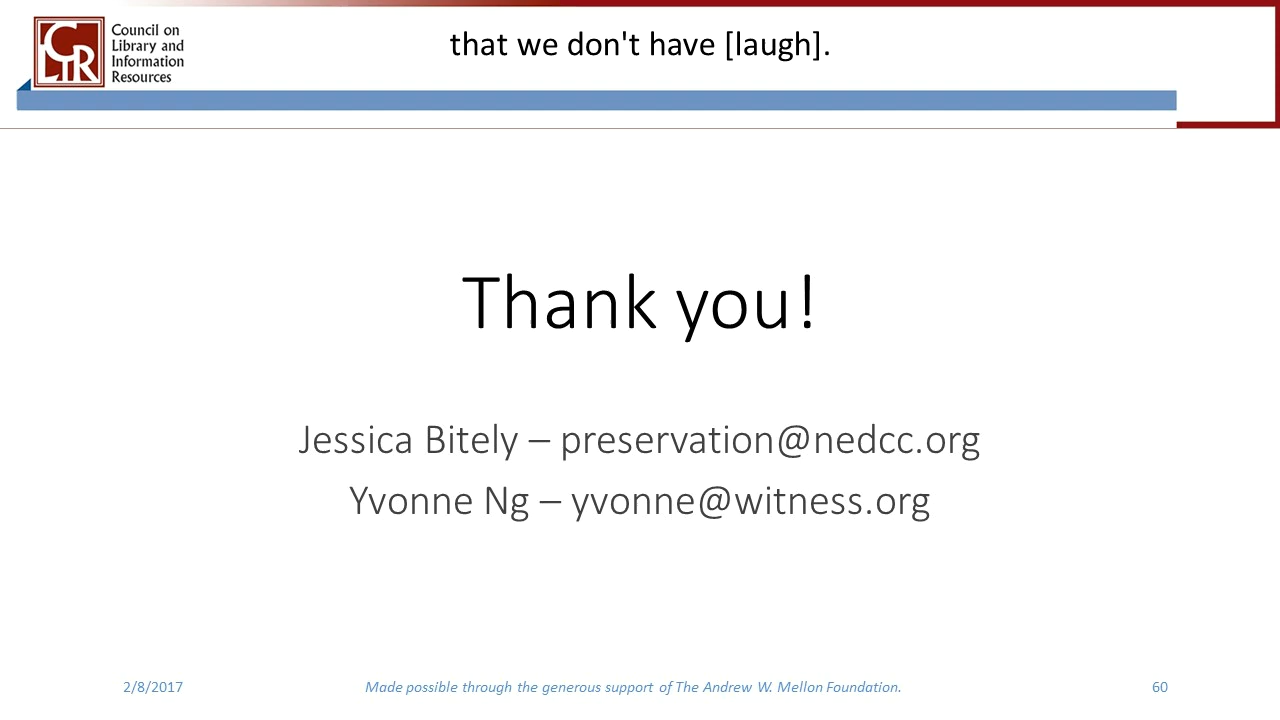 Council on
Library and
Information
Resources
CLIR
that we don't have [laugh].
Thank you!
Jessica Bitely – preservation@nedcc.org
Yvonne Ng – yvonne@witness.org
2/8/2017
Made possible through the generous support of The Andrew W. Mellon Foundation.
60